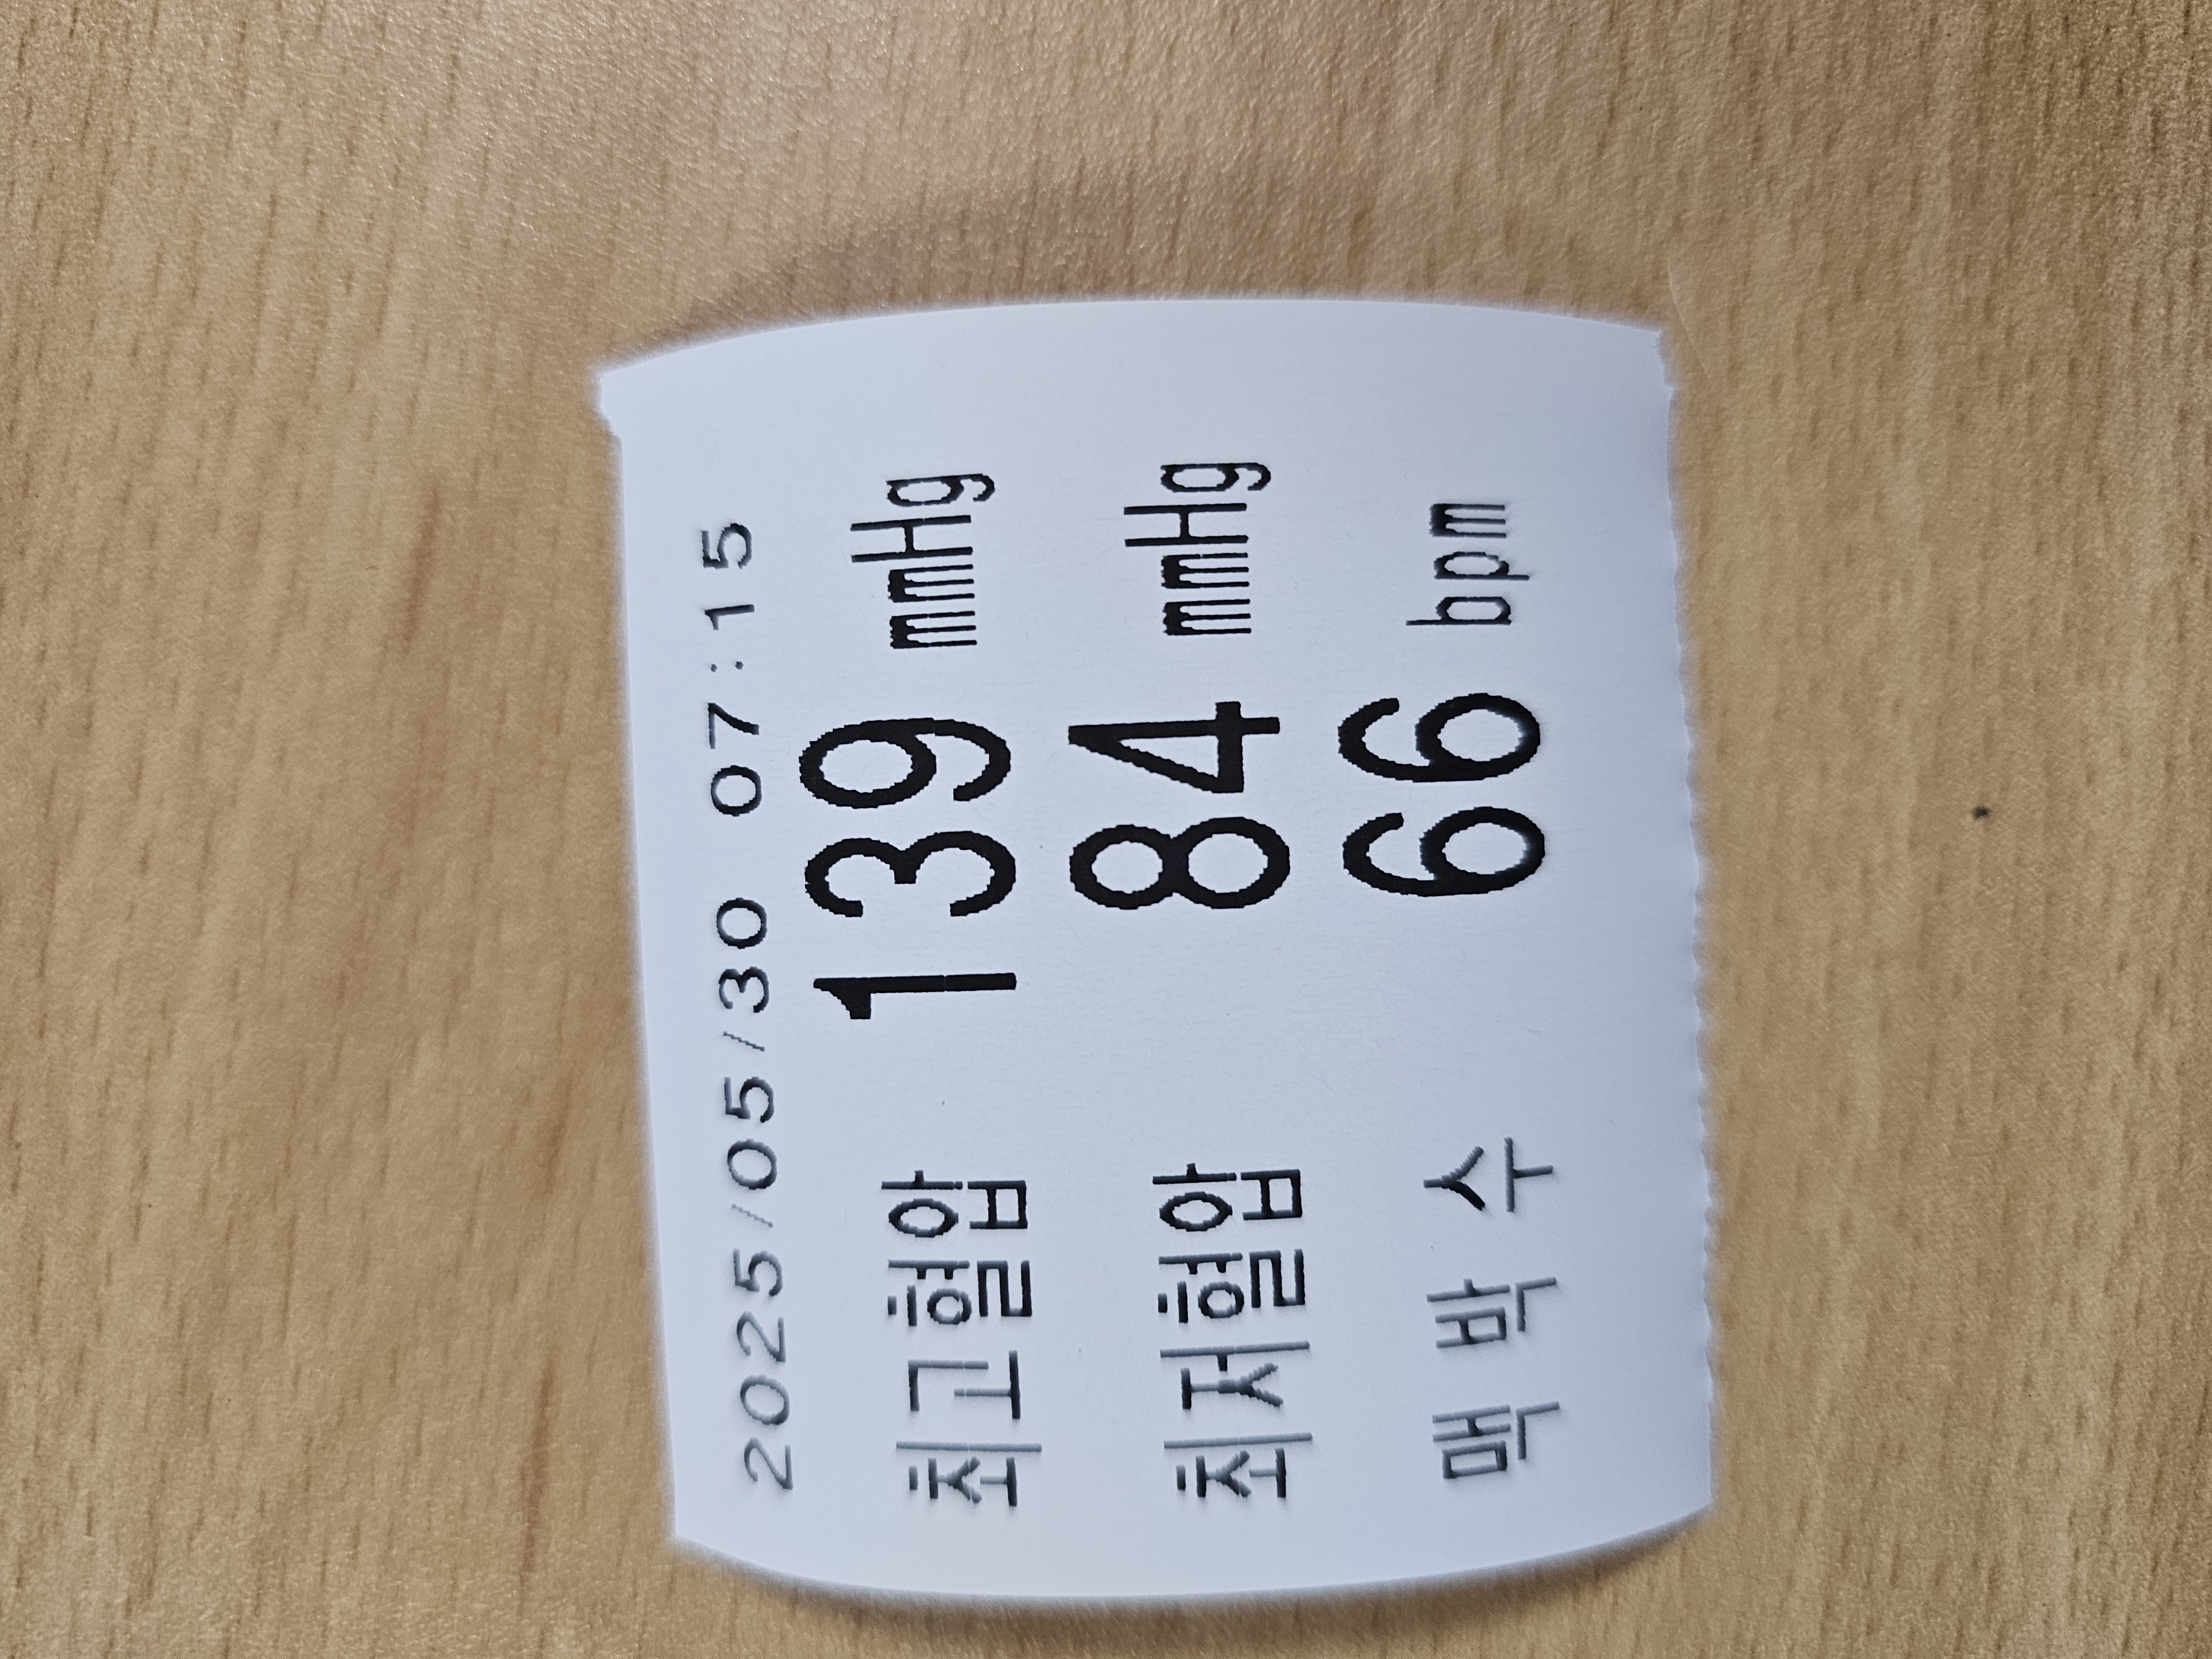 2025/05/30 07:15
최고혈압 139 mmHg
최저혈압 84 mmHg
맥 박 수 66 bpm